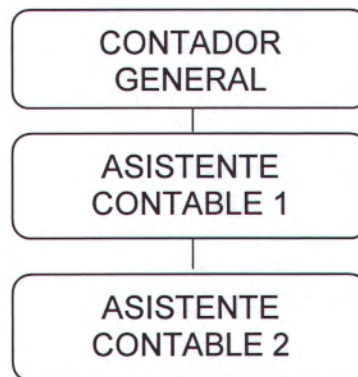 CONTADOR
GENERAL
ASISTENTE
CONTABLE 1
ASISTENTE
CONTABLE 2